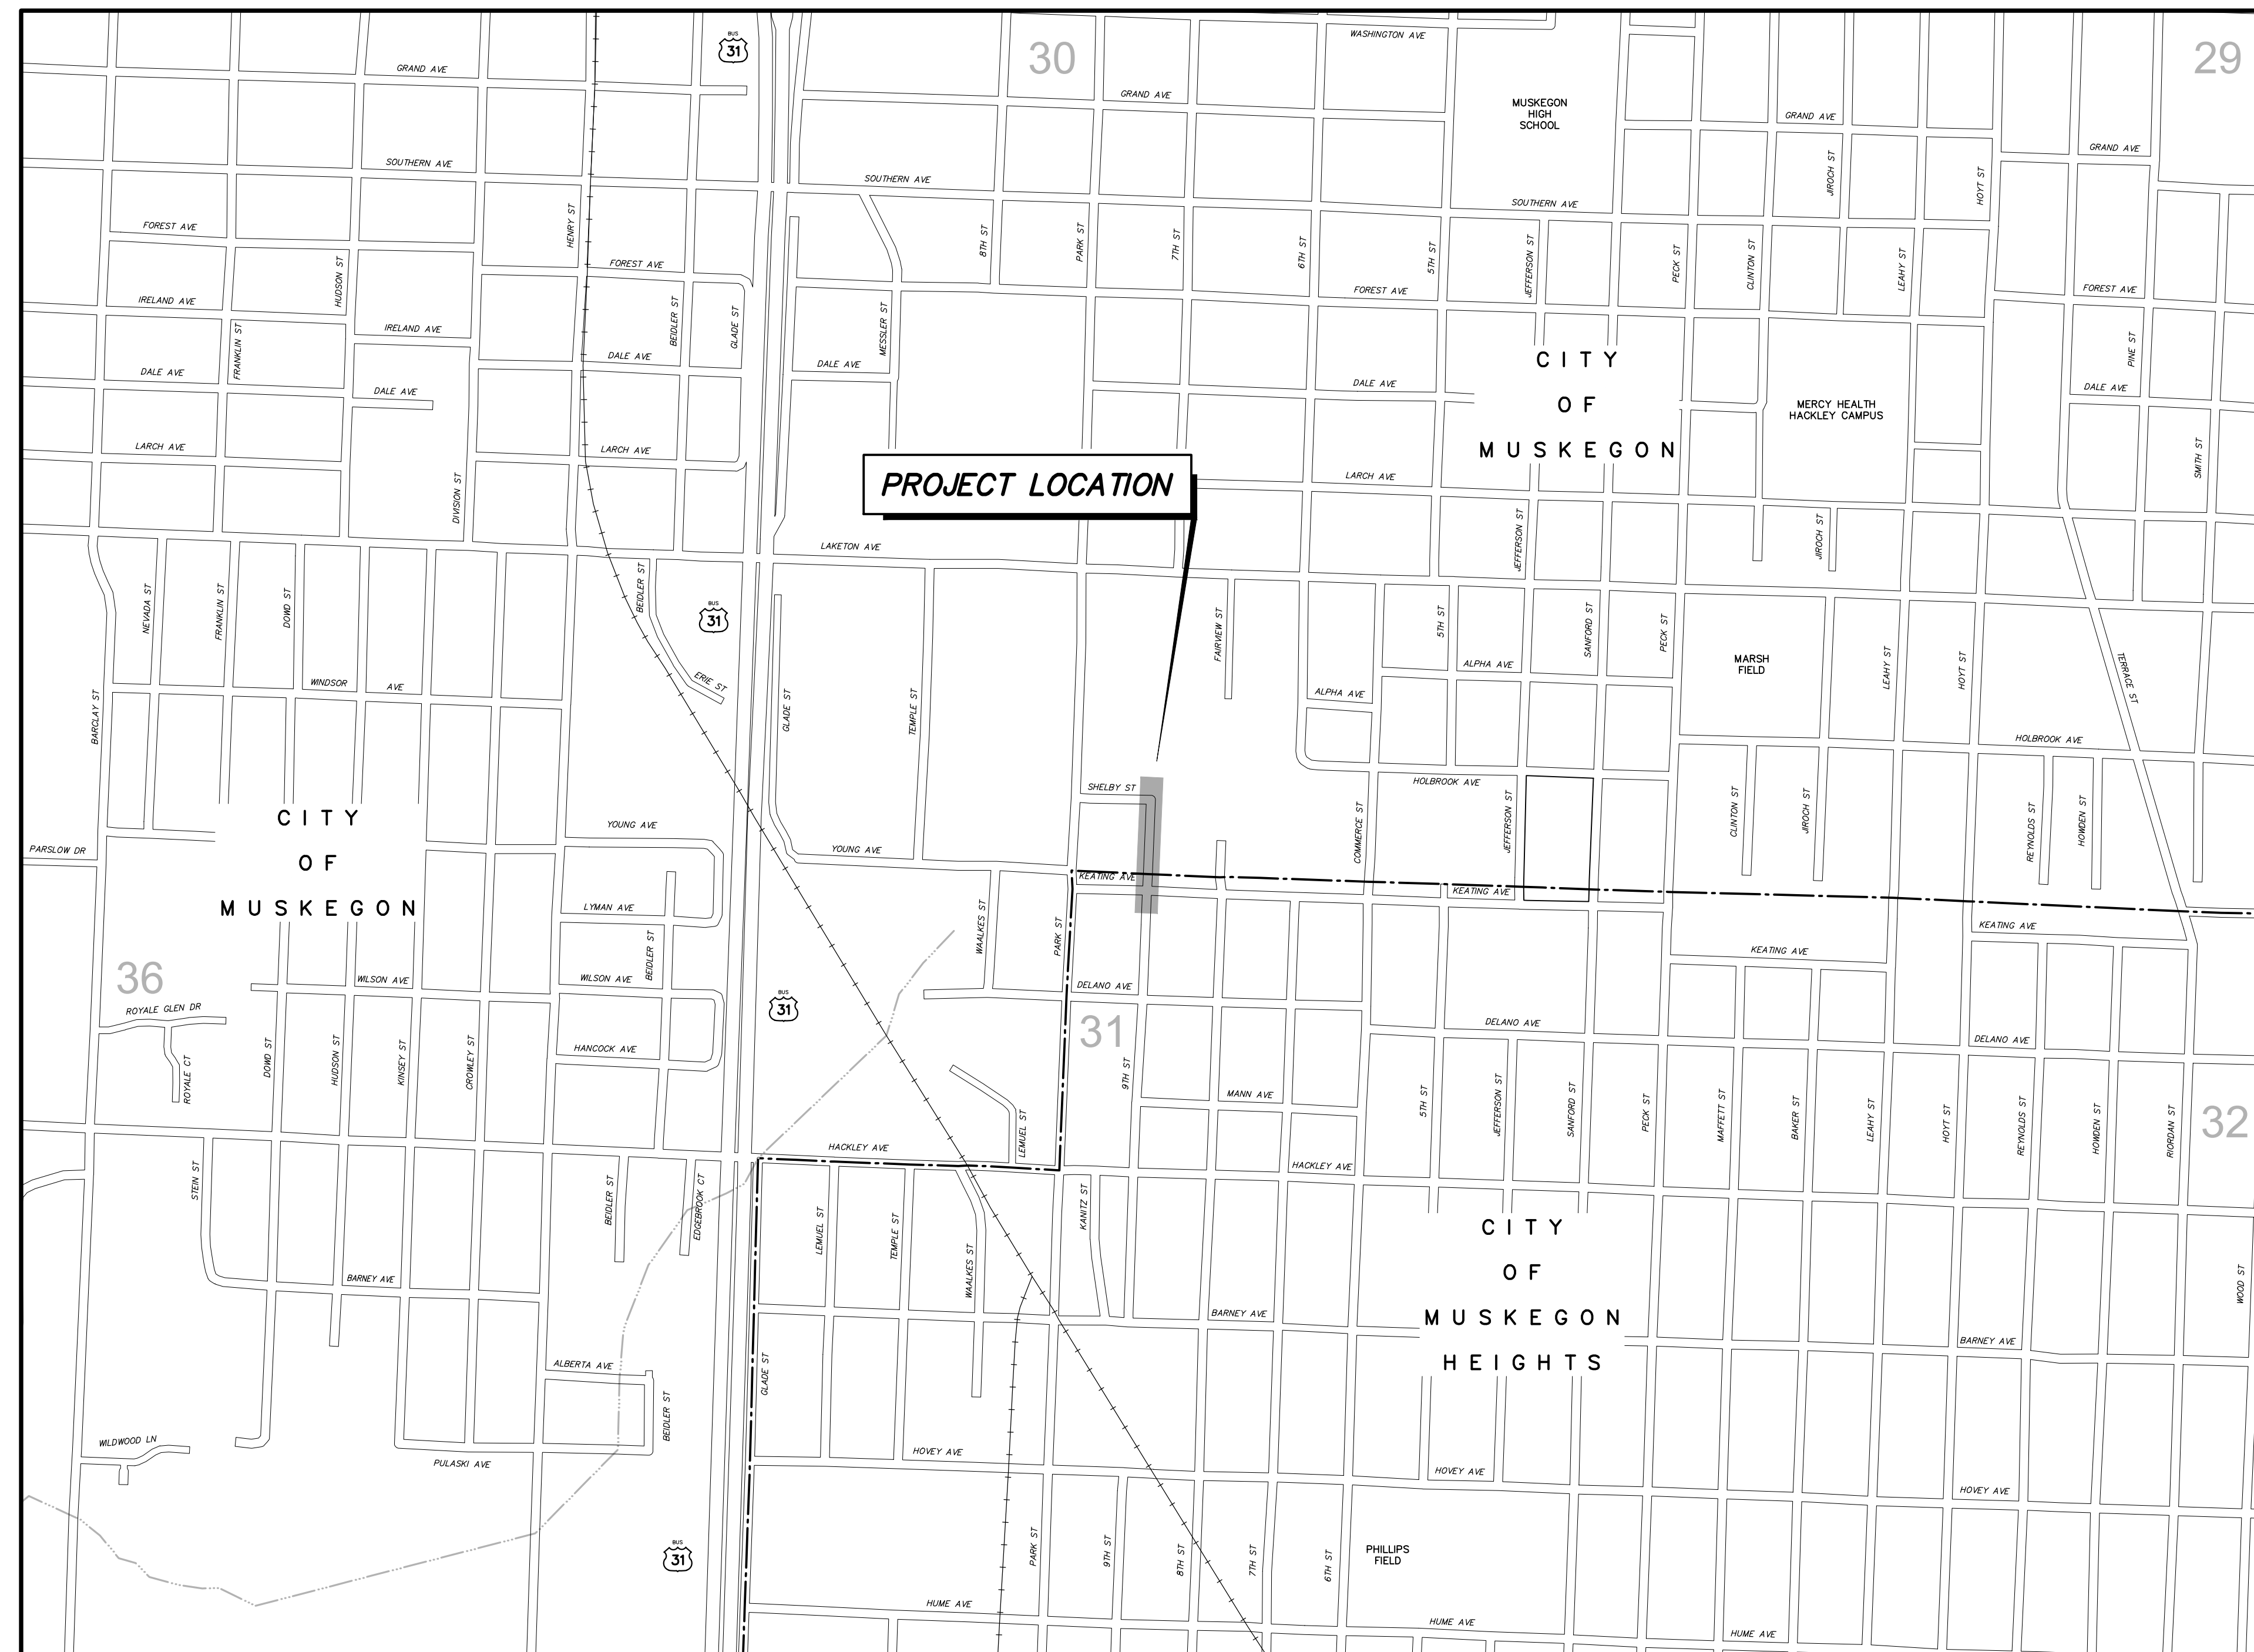 BUS
31
30
29
WASHINGTON AVE
GRAND AVE
GRAND AVE
MUSKEGON
HIGH
SCHOOL
GRAND AVE
GRAND AVE
SOUTHERN AVE
SOUTHERN AVE
SOUTHERN AVE
JIROCH ST
HOYT ST
FOREST AVE
HENRY ST
8TH ST
PARK ST
7TH ST
6TH ST
5TH ST
JEFFERSON ST
PECK ST
CLINTON ST
LEAHY ST
HUDSON ST
FOREST AVE
FOREST AVE
FOREST AVE
IRELAND AVE
IRELAND AVE
FRANKLIN ST
BEIDLER ST
GLADE ST
MESSLER ST
PINE ST
DALE AVE
DALE AVE
DALE AVE
DALE AVE
DALE AVE
DALE AVE
CITY
OF
MUSKEGON
MERCY HEALTH
HACKLEY CAMPUS
LARCH AVE
LARCH AVE
LARCH AVE
SMITH ST
DIVISION ST
PROJECT LOCATION
JEFFERSON ST
JIROCH ST
LAKETON AVE
NEVADA ST
FRANKLIN ST
DOWD ST
BEIDLER ST
BUS
31
FAIRVIEW ST
5TH ST
SANFORD ST
PECK ST
MARSH
FIELD
LEAHY ST
HOYT ST
TERRACE ST
ALPHA AVE
ALPHA AVE
WINDSOR AVE
ERIE ST
BARCLAY ST
GLADE ST
TEMPLE ST
HOLBROOK AVE
HOLBROOK AVE
SHELBY ST
COMMERCE ST
JEFFERSON ST
CLINTON ST
JIROCH ST
REYNOLDS ST
HOWDEN ST
CITY
OF
MUSKEGON
YOUNG AVE
YOUNG AVE
PARSLOW DR
KEATING AVE
KEATING AVE
KEATING AVE
KEATING AVE
LYMAN AVE
BEIDLER ST
WAALKES ST
PARK ST
36
WILSON AVE
WILSON AVE
DELANO AVE
DELANO AVE
DELANO AVE
ROYALE GLEN DR
BUS
31
31
ROYALE CT
DOWD ST
HUDSON ST
KINSEY ST
CROWLEY ST
HANCOCK AVE
9TH ST
MANN AVE
LEMUEL ST
5TH ST
JEFFERSON ST
SANFORD ST
PECK ST
MAFFETT ST
BAKER ST
LEAHY ST
HOYT ST
REYNOLDS ST
HOWDEN ST
RIORDAN ST
32
HACKLEY AVE
HACKLEY AVE
STEIN ST
BEIDLER ST
EDGEBROOK CT
LEMUEL ST
TEMPLE ST
WAALKES ST
KANITZ ST
CITY
OF
MUSKEGON
HEIGHTS
WOOD ST
BARNEY AVE
BARNEY AVE
BARNEY AVE
ALBERTA AVE
GLADE ST
BEIDLER ST
WILDWOOD LN
PULASKI AVE
HOVEY AVE
HOVEY AVE
HOVEY AVE
BUS
31
PARK ST
9TH ST
8TH ST
7TH ST
6TH ST
PHILLIPS
FIELD
HUME AVE
HUME AVE
HUME AVE